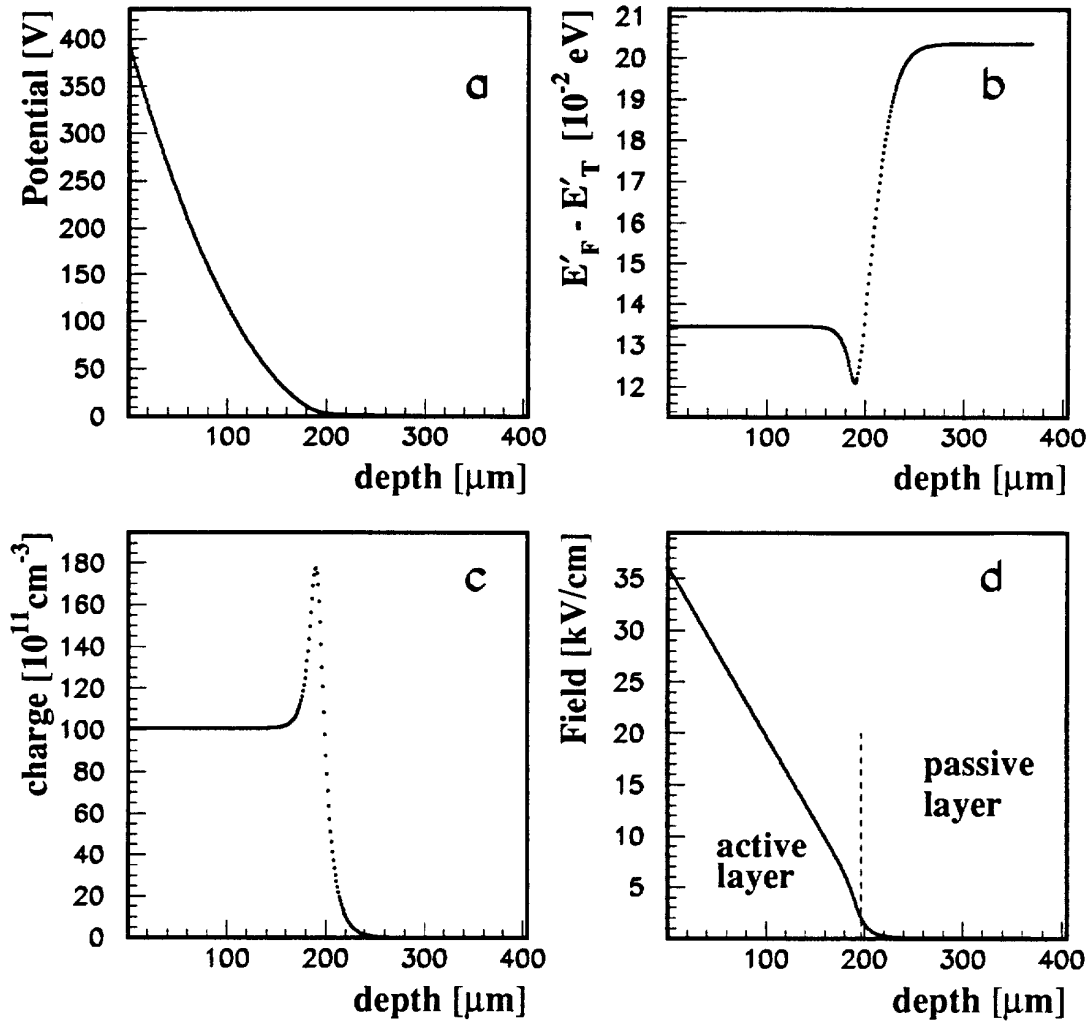 a
Potential [V]
400
350
300
250
200
150
100
50
0
100 200 300 400
depth [μm]
b
E′F - E′T [10-2 eV]
21
20
19
18
17
16
15
14
13
12
100 200 300 400
depth [μm]
c
charge [1011cm-3]
180
160
140
120
100
80
60
40
20
0
100 200 300 400
depth [μm]
d
Field [kV/cm]
35
30
25
20
15
10
5
passive
layer
active
layer
100 200 300 400
depth [μm]